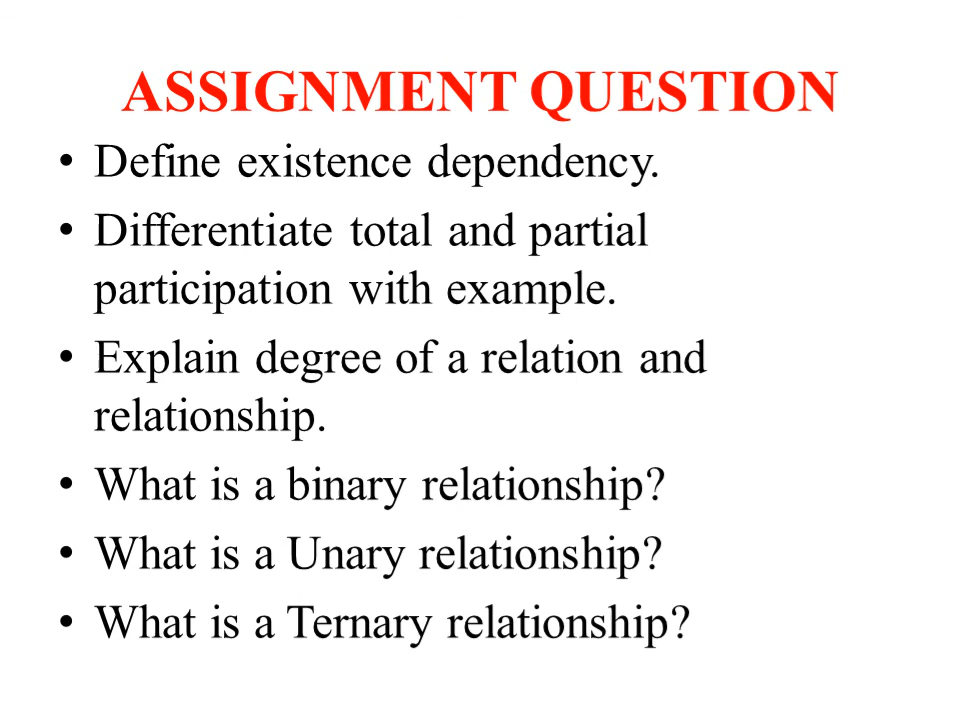 ASSIGNMENT QUESTION
• Define existence dependency.
• Differentiate total and partial
participation with example.
• Explain degree of a relation and
relationship.
• What is a binary relationship?
• What is a Unary relationship?
• What is a Ternary relationship?